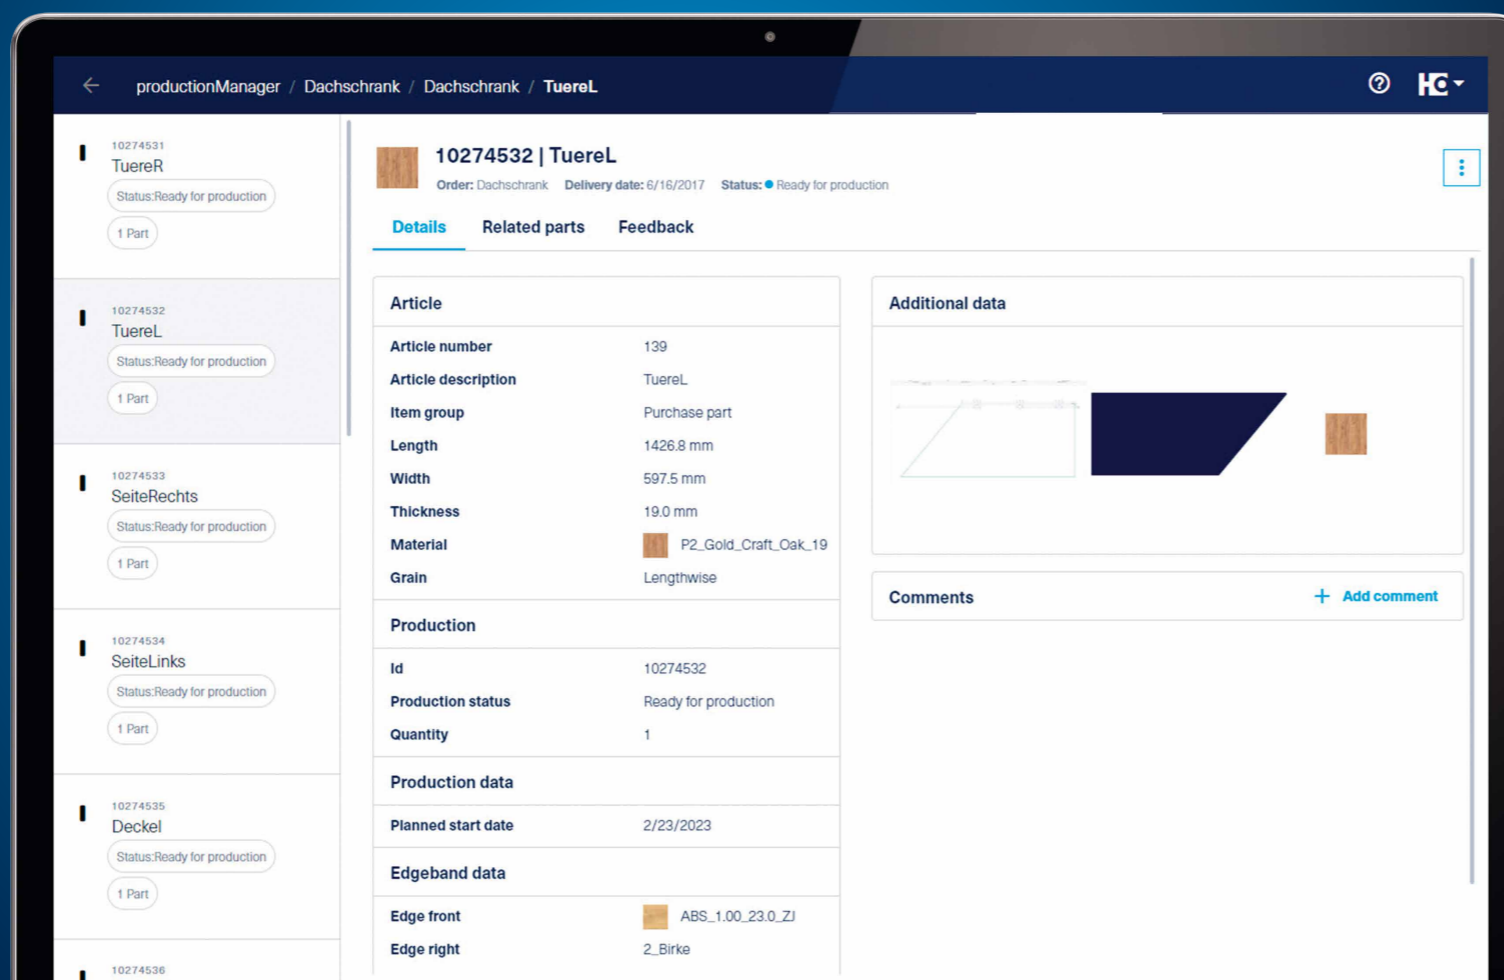 productionManager / Dachschrank / Dachschrank / TuereL
HC
10274531
TuereR
Status:Ready for production
1 Part
10274532
TuereL
Status:Ready for production
1 Part
10274533
SeiteRechts
Status:Ready for production
1 Part
10274534
SeiteLinks
Status:Ready for production
1 Part
10274535
Deckel
Status:Ready for production
1 Part
10274536
10274532 | TuereL
Order: Dachschrank Delivery date: 6/16/2017 Status: Ready for production
Details Related parts Feedback
Article
Article number 139
Article description TuereL
Item group Purchase part
Length 1426.8 mm
Width 597.5 mm
Thickness 19.0 mm
Material P2_Gold_Craft_Oak_19
Grain Lengthwise
Production
Id 10274532
Production status Ready for production
Quantity 1
Production data
Planned start date 2/23/2023
Edgeband data
Edge front ABS_1.00_23.0_ZJ
Edge right 2_Birke
Additional data
Comments + Add comment